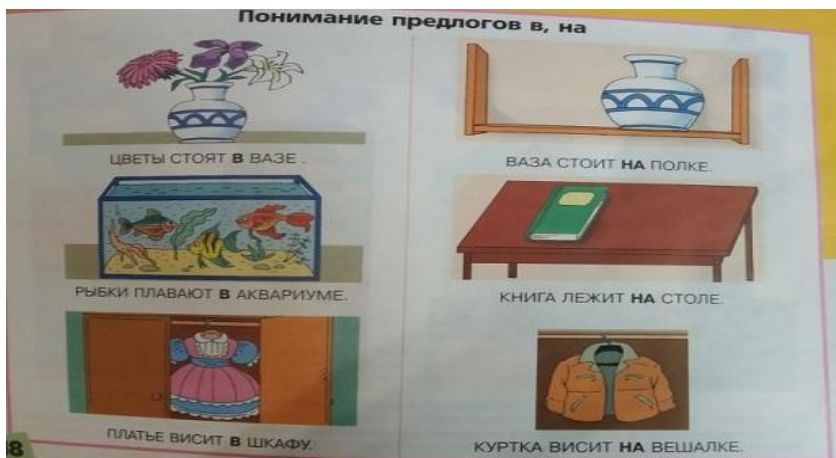 Понимание предлогов в, на
ЦВЕТЫ СТОЯТ В ВАЗЕ .
ВАЗА СТОИТ НА ПОЛКЕ.
РЫБКИ ПЛАВАЮТ В АКВАРИУМЕ.
КНИГА ЛЕЖИТ НА СТОЛЕ.
ПЛАТЬЕ ВИСИТ В ШКАФУ.
КУРТКА ВИСИТ НА ВЕШАЛКЕ.